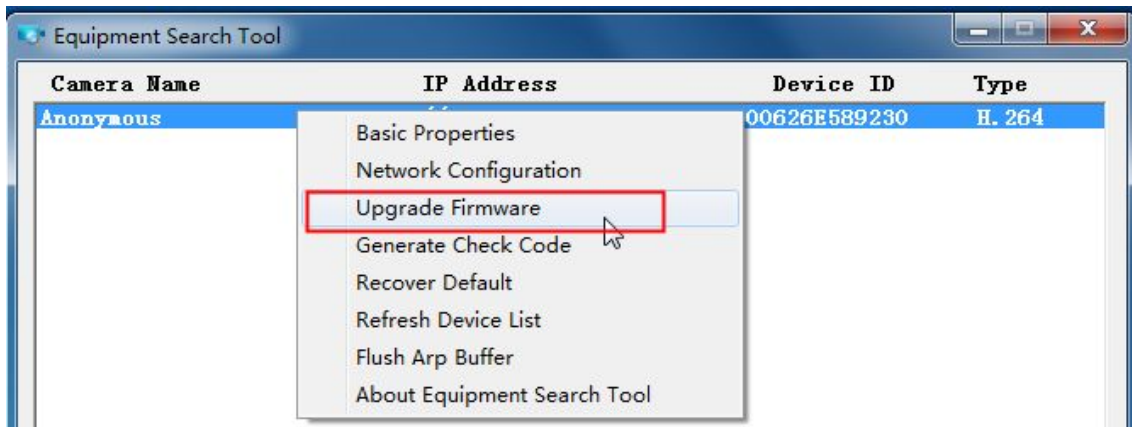 Equipment Search Tool
Camera Name IP Address Device ID Type
Anonymous 00626E589230 H.264
Basic Properties
Network Configuration
Upgrade Firmware
Generate Check Code
Recover Default
Refresh Device List
Flush Arp Buffer
About Equipment Search Tool